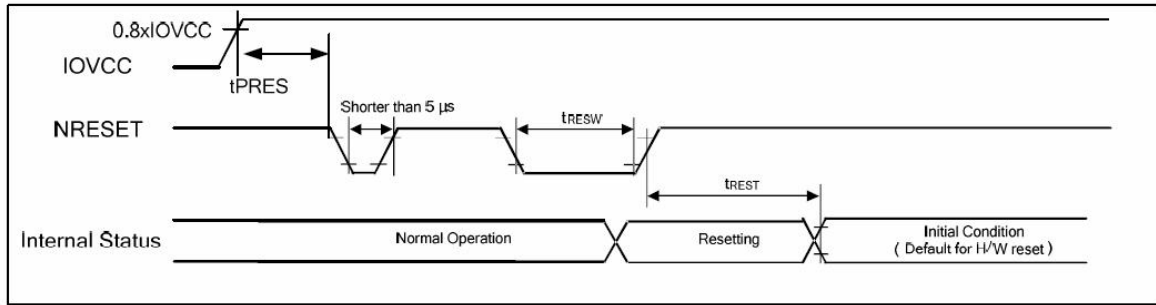 0.8xIOVCC
IOVCC
tPRES
Shorter than 5 µs
tRESW
NRESET
tREST
Internal Status
Normal Operation
Resetting
Initial Condition
( Default for H/W reset )